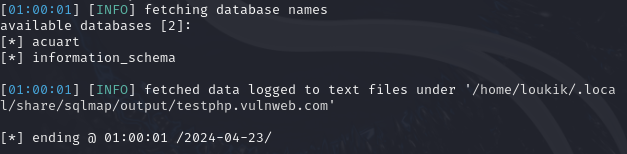 [01:00:01] [INFO] fetching database names
available databases [2]:
[*] acuart
[*] information_schema
[01:00:01] [INFO] fetched data logged to text files under '/home/loukik/.loca
l/share/sqlmap/output/testphp.vulnweb.com'
[*] ending @ 01:00:01 /2024-04-23/